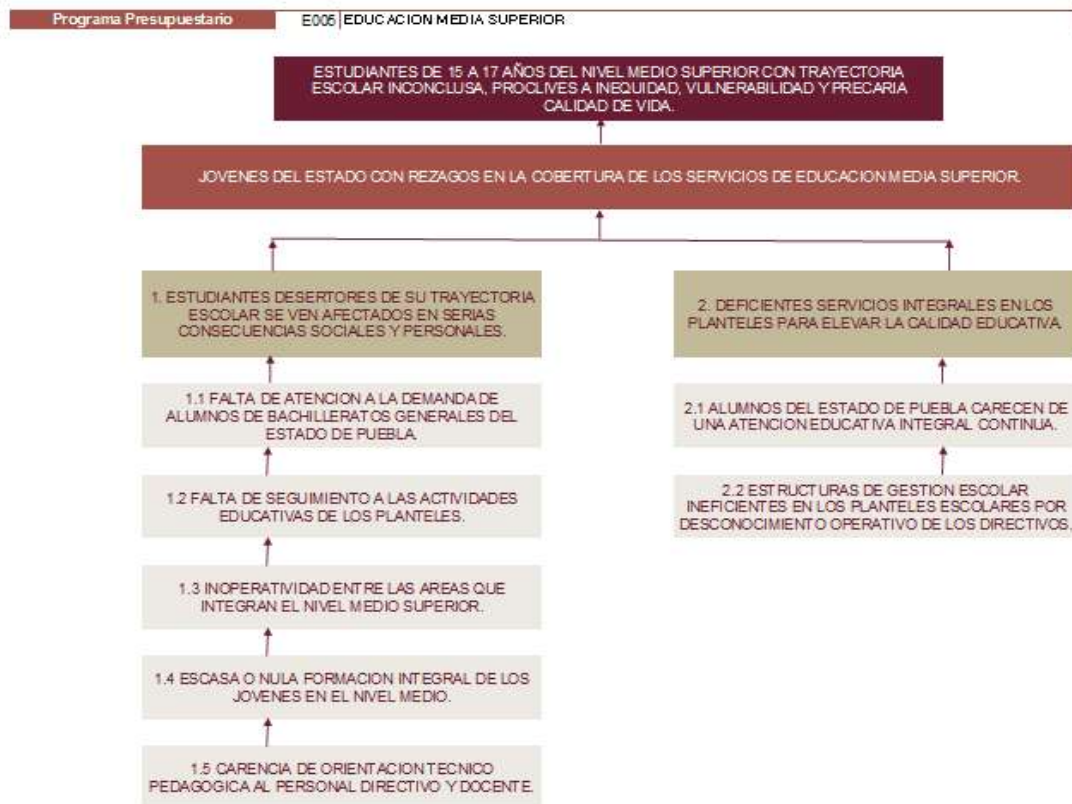 Programa Presupuestario E005 EDUCACION MEDIA SUPERIOR
ESTUDIANTES DE 15 A 17 AÑOS DEL NIVEL MEDIO SUPERIOR CON TRAYECTORIA
ESCOLAR INCONCLUSA, PROCLIVES A INEQUIDAD, VULNERABILIDAD Y PRECARIA
CALIDAD DE VIDA.
JOVENES DEL ESTADO CON REZAGOS EN LA COBERTURA DE LOS SERVICIOS DE EDUCACION MEDIA SUPERIOR.
1. ESTUDIANTES DESERTORES DE SU TRAYECTORIA
ESCOLAR SE VEN AFECTADOS EN SERIAS
CONSECUENCIAS SOCIALES Y PERSONALES.
1.1 FALTA DE ATENCION A LA DEMANDA DE
ALUMNOS DE BACHILLERATOS GENERALES DEL
ESTADO DE PUEBLA.
1.2 FALTA DE SEGUIMIENTO A LAS ACTIVIDADES
EDUCATIVAS DE LOS PLANTELES.
1.3 INOPERATIVIDAD ENTRE LAS AREAS QUE
INTEGRAN EL NIVEL MEDIO SUPERIOR.
1.4 ESCASA O NULA FORMACION INTEGRAL DE LOS
JOVENES EN EL NIVEL MEDIO.
1.5 CARENCIA DE ORIENTACION TECNICO
PEDAGOGICA AL PERSONAL DIRECTIVO Y DOCENTE.
2. DEFICIENTES SERVICIOS INTEGRALES EN LOS
PLANTELES PARA ELEVAR LA CALIDAD EDUCATIVA.
2.1 ALUMNOS DEL ESTADO DE PUEBLA CARECEN DE
UNA ATENCION EDUCATIVA INTEGRAL CONTINUA.
2.2 ESTRUCTURAS DE GESTION ESCOLAR
INEFICIENTES EN LOS PLANTELES ESCOLARES POR
DESCONOCIMIENTO OPERATIVO DE LOS DIRECTIVOS.